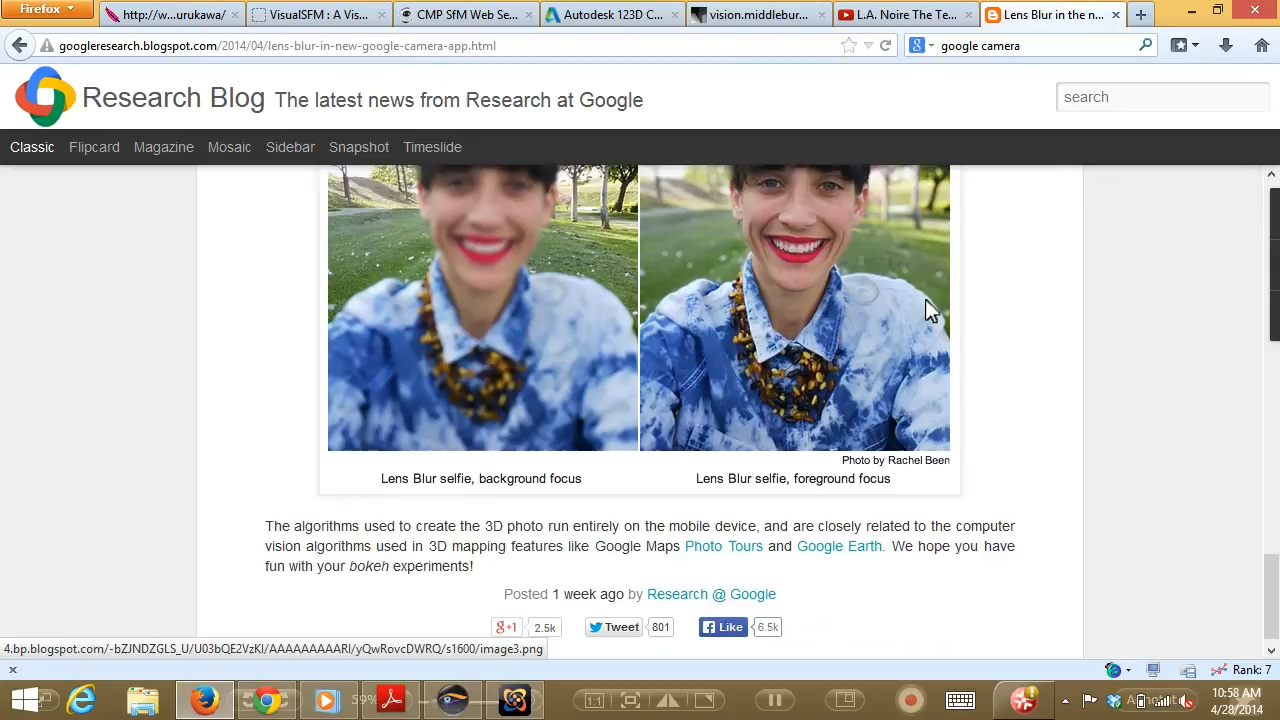 Firefox
http://w...urukawa/
VisualSFM : A Vis...
CMP SfM Web Se...
Autodesk 123D C...
vision.middlebur...
L.A. Noire The Te...
Lens Blur in the n...
googleresearch.blogspot.com/2014/04/lens-blur-in-new-google-camera-app.html
google camera
Research Blog The latest news from Research at Google
search
Classic Flipcard Magazine Mosaic Sidebar Snapshot Timeslide
Photo by Rachel Been
Lens Blur selfie, background focus
Lens Blur selfie, foreground focus
The algorithms used to create the 3D photo run entirely on the mobile device, and are closely related to the computer
vision algorithms used in 3D mapping features like Google Maps Photo Tours and Google Earth. We hope you have
fun with your bokeh experiments!
Posted 1 week ago by Research @ Google
g+1 2.5k Tweet 801 Like 6.5k
4.bp.blogspot.com/-bZJNDZGLS_U/U03bQE2VzKI/AAAAAAAAARI/yQwRovcDWRQ/s1600/image3.png
Rank: 7
59%
1:1
10:58 AM
4/28/2014